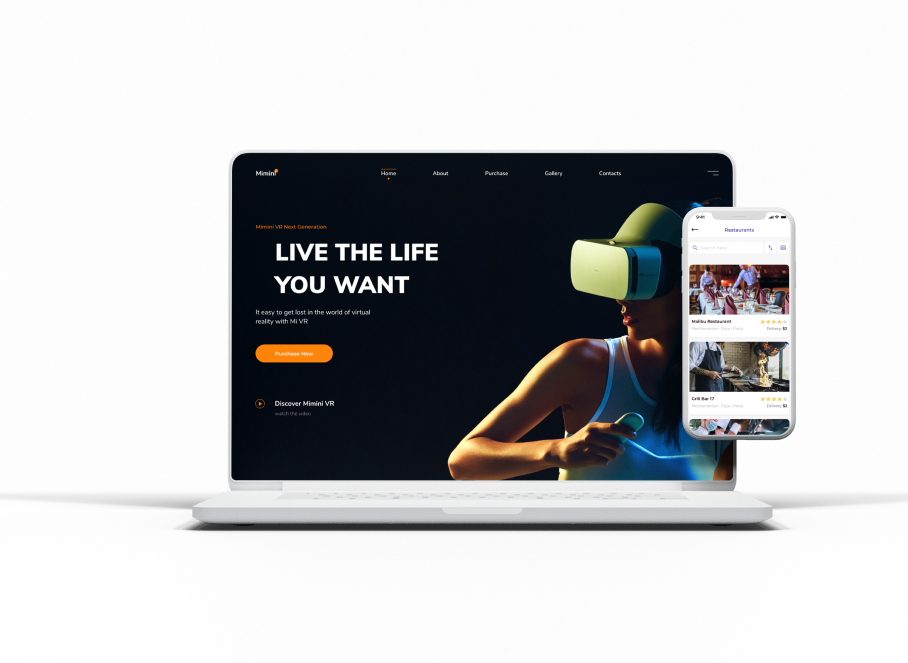 Mimini
Home
About
Purchase
Gallery
Contacts
Mimini VR Next Generation
LIVE THE LIFE
YOU WANT
It easy to get lost in the world of virtual
reality with Mi VR
Purchase Now
Discover Mimini VR
watch the video
9:41
Restaurants
Search here
Malibu Restaurant
Mediterranean · Pizza · Pasta
Delivery: $2
Grill Bar 17
Mediterranean · Pizza · Pasta
Delivery: $3